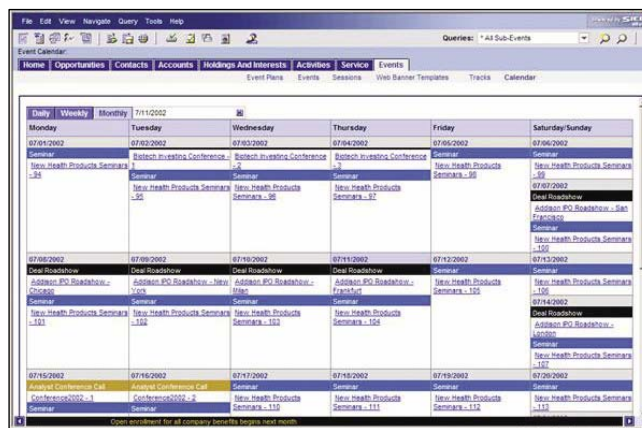 File Edit View Navigate Query Tools Help
Queries: * All Sub-Events
Event Calendar:
Home Opportunities Contacts Accounts Holdings And Interests Activities Service Events
Event Plans Events Sessions Web Banner Templates Tracks Calendar
Daily Weekly Monthly 7/11/2002
Monday Tuesday Wednesday Thursday Friday Saturday/Sunday
07/01/2002 07/02/2002 07/03/2002 07/04/2002 07/05/2002 07/06/2002
Seminar Biotech Investing Conference - Biotech Investing Conference Biotech Investing Conference Seminar Seminar
New Health Products Seminars 1 - 2 - 3 New Health Products New Health Products Seminars
- 94 Seminar Seminar Seminar Seminars - 98 - 99
New Health Products Seminars New Health Products New Health Products 07/07/2002
- 95 Seminars - 96 Seminars - 97 Deal Roadshow
Addison IPO Roadshow - San
Francisco
Seminar
New Health Products Seminars
- 100
07/08/2002 07/09/2002 07/10/2002 07/11/2002 07/12/2002 07/13/2002
Deal Roadshow Deal Roadshow Deal Roadshow Deal Roadshow Seminar Seminar
Addison IPO Roadshow - Addison IPO Roadshow - New Addison IPO Roadshow - Addison IPO Roadshow - New Health Products New Health Products Seminars
Chicago York Milan Frankfurt Seminars - 105 - 106
Seminar Seminar Seminar Seminar 07/14/2002
New Health Products Seminars New Health Products Seminars New Health Products New Health Products Deal Roadshow
- 101 - 102 Seminars - 103 Seminars - 104 Addison IPO Roadshow -
London
Seminar
New Health Products Seminars
- 107
07/15/2002 07/16/2002 07/17/2002 07/18/2002 07/19/2002 07/20/2002
Analyst Conference Call Analyst Conference Call Seminar Seminar Seminar Seminar
Conference2002 - 1 Conference2002 - 2 New Health Products New Health Products New Health Products New Health Products Seminars
Seminar Seminar Seminars - 110 Seminars - 111 Seminars - 112 - 113
Open enrollment for all company benefits begins next month